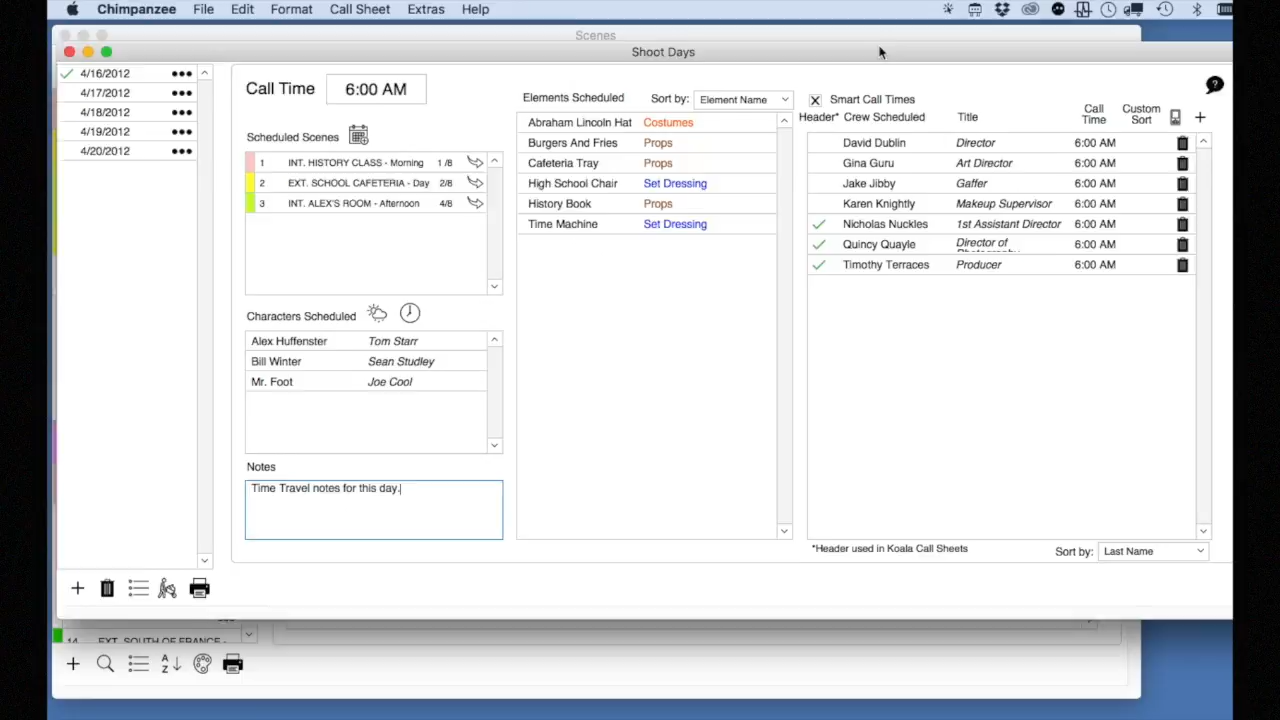 Chimpanzee File Edit Format Call Sheet Extras Help
Scenes
Shoot Days
4/16/2012 •••
4/17/2012 •••
4/18/2012 •••
4/19/2012 •••
4/20/2012 •••
Call Time 6:00 AM
Scheduled Scenes
1 INT. HISTORY CLASS - Morning 1 /8
2 EXT. SCHOOL CAFETERIA - Day 2/8
3 INT. ALEX'S ROOM - Afternoon 4/8
Characters Scheduled
Alex Huffenster Tom Starr
Bill Winter Sean Studley
Mr. Foot Joe Cool
Notes
Time Travel notes for this day.
Elements Scheduled Sort by: Element Name
Abraham Lincoln Hat Costumes
Burgers And Fries Props
Cafeteria Tray Props
High School Chair Set Dressing
History Book Props
Time Machine Set Dressing
Smart Call Times
Header* Crew Scheduled Title Call Time Custom Sort
David Dublin Director 6:00 AM
Gina Guru Art Director 6:00 AM
Jake Jibby Gaffer 6:00 AM
Karen Knightly Makeup Supervisor 6:00 AM
Nicholas Nuckles 1st Assistant Director 6:00 AM
Quincy Quayle Director of 6:00 AM
Timothy Terraces Producer 6:00 AM
*Header used in Koala Call Sheets
Sort by: Last Name
14 EXT. SOUTH OF FRANCE -
A
Z